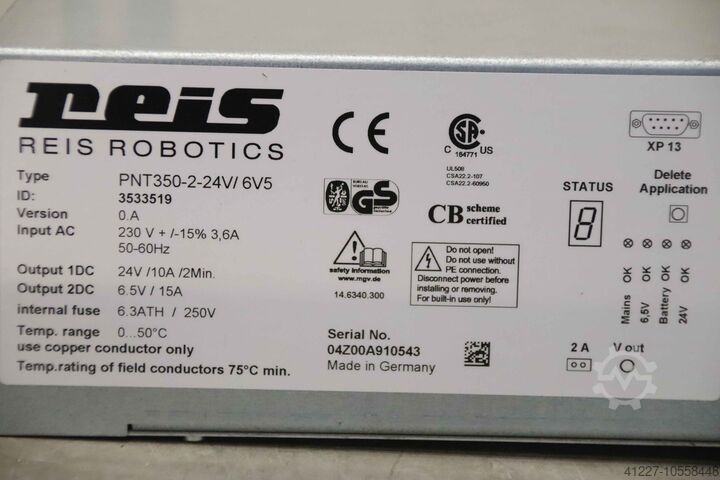 reis
REIS ROBOTICS
Type PNT350-2-24V/ 6V5
ID: 3533519
Version 0.A
Input AC 230 V + /-15% 3,6A
50-60Hz
Output 1DC 24V /10A /2Min.
Output 2DC 6.5V / 15A
internal fuse 6.3ATH / 250V
Temp. range 0...50°C
use copper conductor only
Temp.rating of field conductors 75°C min.
CE
GS
geprüfte
Sicherheit
safety information
www.mgv.de
14.6340.300
Serial No.
04Z00A910543
Made in Germany
CSA
C 164771 US
UL508
CSA22.2-107
CSA22.2-60950
CB scheme
certified
Do not open!
Do not use without
PE connection.
Disconnect power before
installing or removing.
For built-in use only!
XP 13
STATUS
8
Delete
Application
Mains OK
6,5V OK
Battery OK
24V OK
2 A
V out
41227-10558448